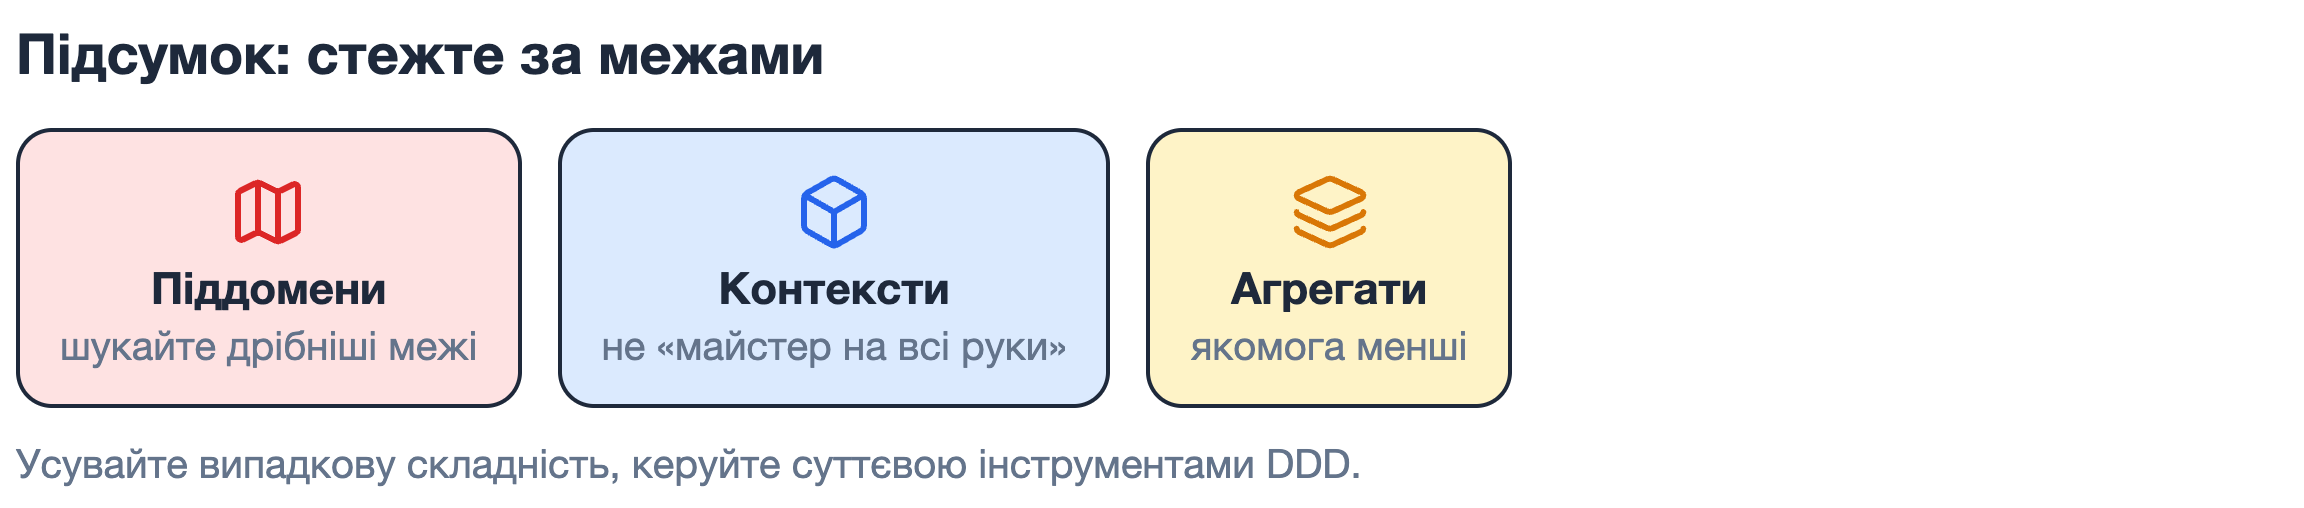 Підсумок: стежте за межами
Піддомени
шукайте дрібніші межі
Контексти
не «майстер на всі руки»
Агрегати
якомога менші
Усувайте випадкову складність, керуйте суттєвою інструментами DDD.